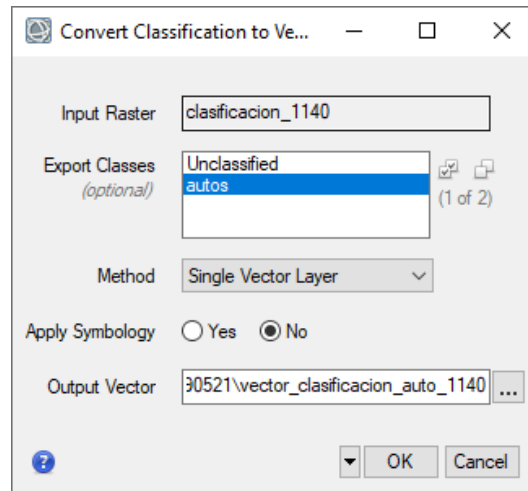 Convert Classification to Ve...
Input Raster
clasificacion_1140
Export Classes
(optional)
Unclassified
autos
(1 of 2)
Method
Single Vector Layer
Apply Symbology
Yes
No
Output Vector
90521\vector_clasificacion_auto_1140
...
OK
Cancel